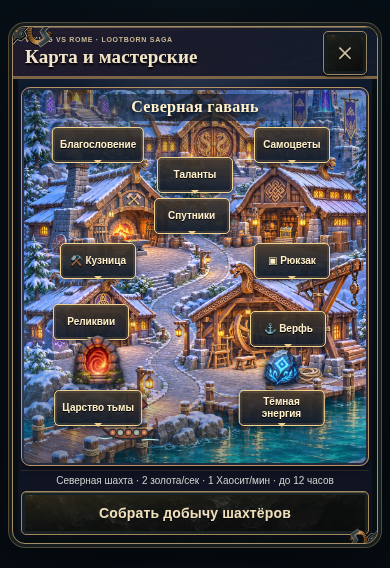 VS ROME · LOOTBORN SAGA
Карта и мастерские
Северная гавань
Благословение
Самоцветы
Таланты
Спутники
Кузница
Рюкзак
Реликвии
Верфь
Царство тьмы
Тёмная
энергия
Северная шахта · 2 золота/сек · 1 Хаосит/мин · до 12 часов
Собрать добычу шахтёров